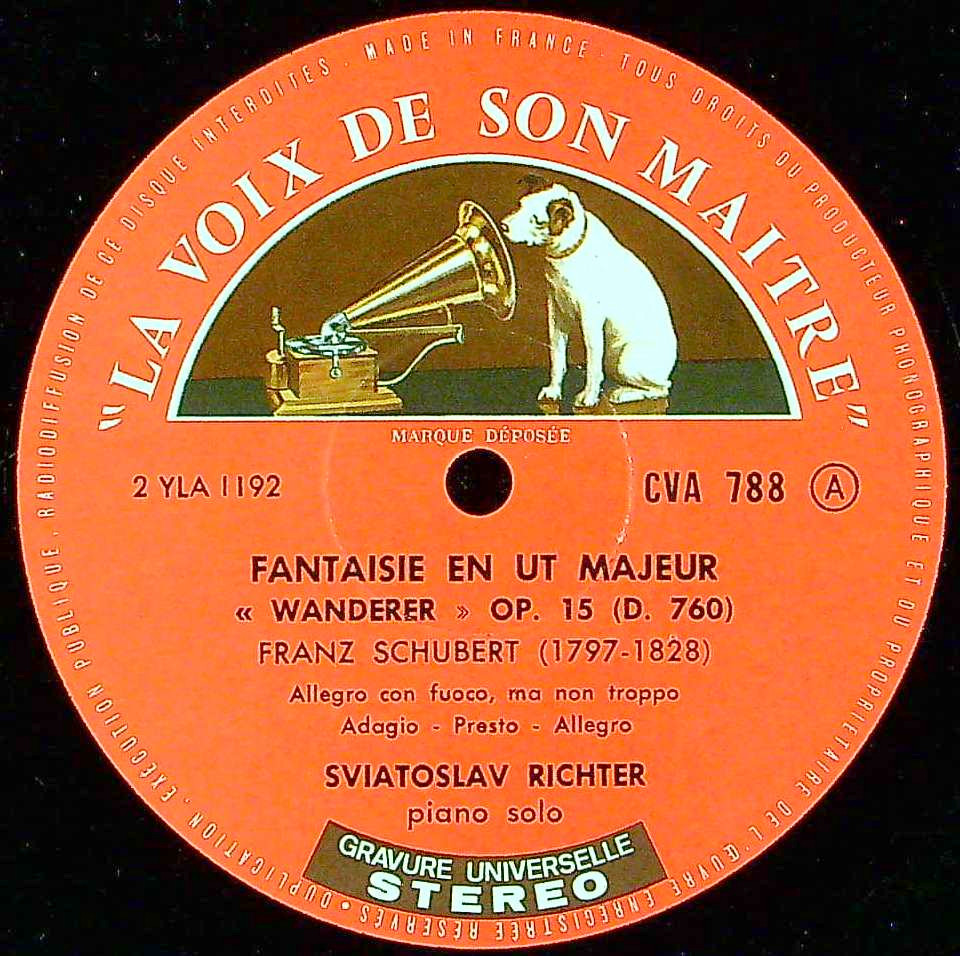 MADE IN FRANCE · TOUS DROITS DU PRODUCTEUR PHONOGRAPHIQUE ET DU PROPRIETAIRE DE L'ŒUVRE ENREGISTRÉE RÉSERVÉS · DUPLICATION, EXÉCUTION PUBLIQUE, RADIODIFFUSION DE CE DISQUE INTERDITES.
"LA VOIX DE SON MAITRE"
MARQUE DÉPOSÉE
2 YLA 1192
CVA 788 A
FANTAISIE EN UT MAJEUR
« WANDERER » OP. 15 (D. 760)
FRANZ SCHUBERT (1797-1828)
Allegro con fuoco, ma non troppo
Adagio - Presto - Allegro
SVIATOSLAV RICHTER
piano solo
GRAVURE UNIVERSELLE
STEREO